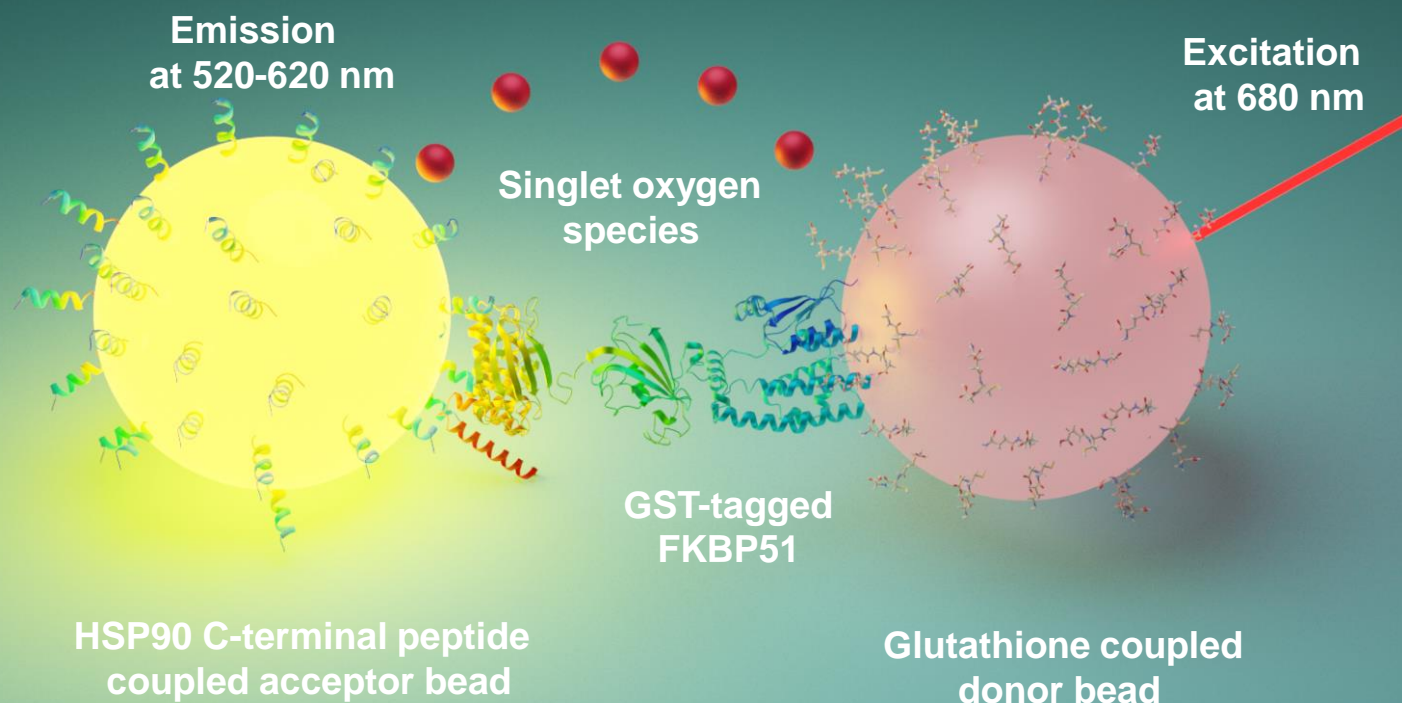 Emission
at 520-620 nm
Excitation
at 680 nm
Singlet oxygen
species
GST-tagged
FKBP51
HSP90 C-terminal peptide
coupled acceptor bead
Glutathione coupled
donor bead